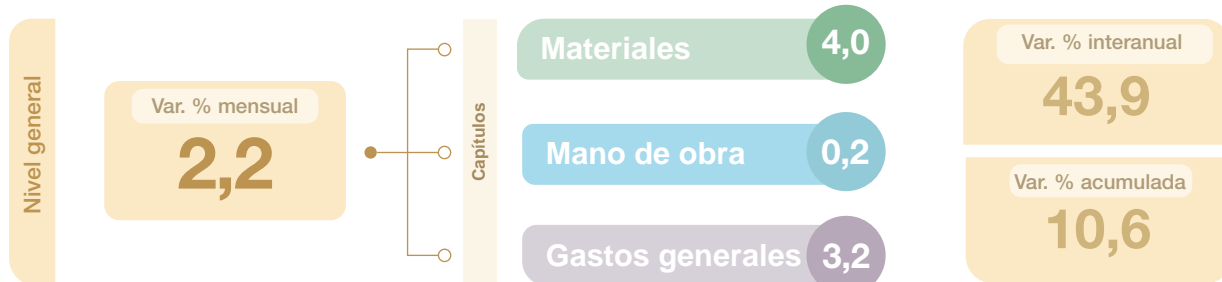 Nivel general
Var. % mensual
2,2
Capítulos
Materiales 4,0
Mano de obra 0,2
Gastos generales 3,2
Var. % interanual
43,9
Var. % acumulada
10,6